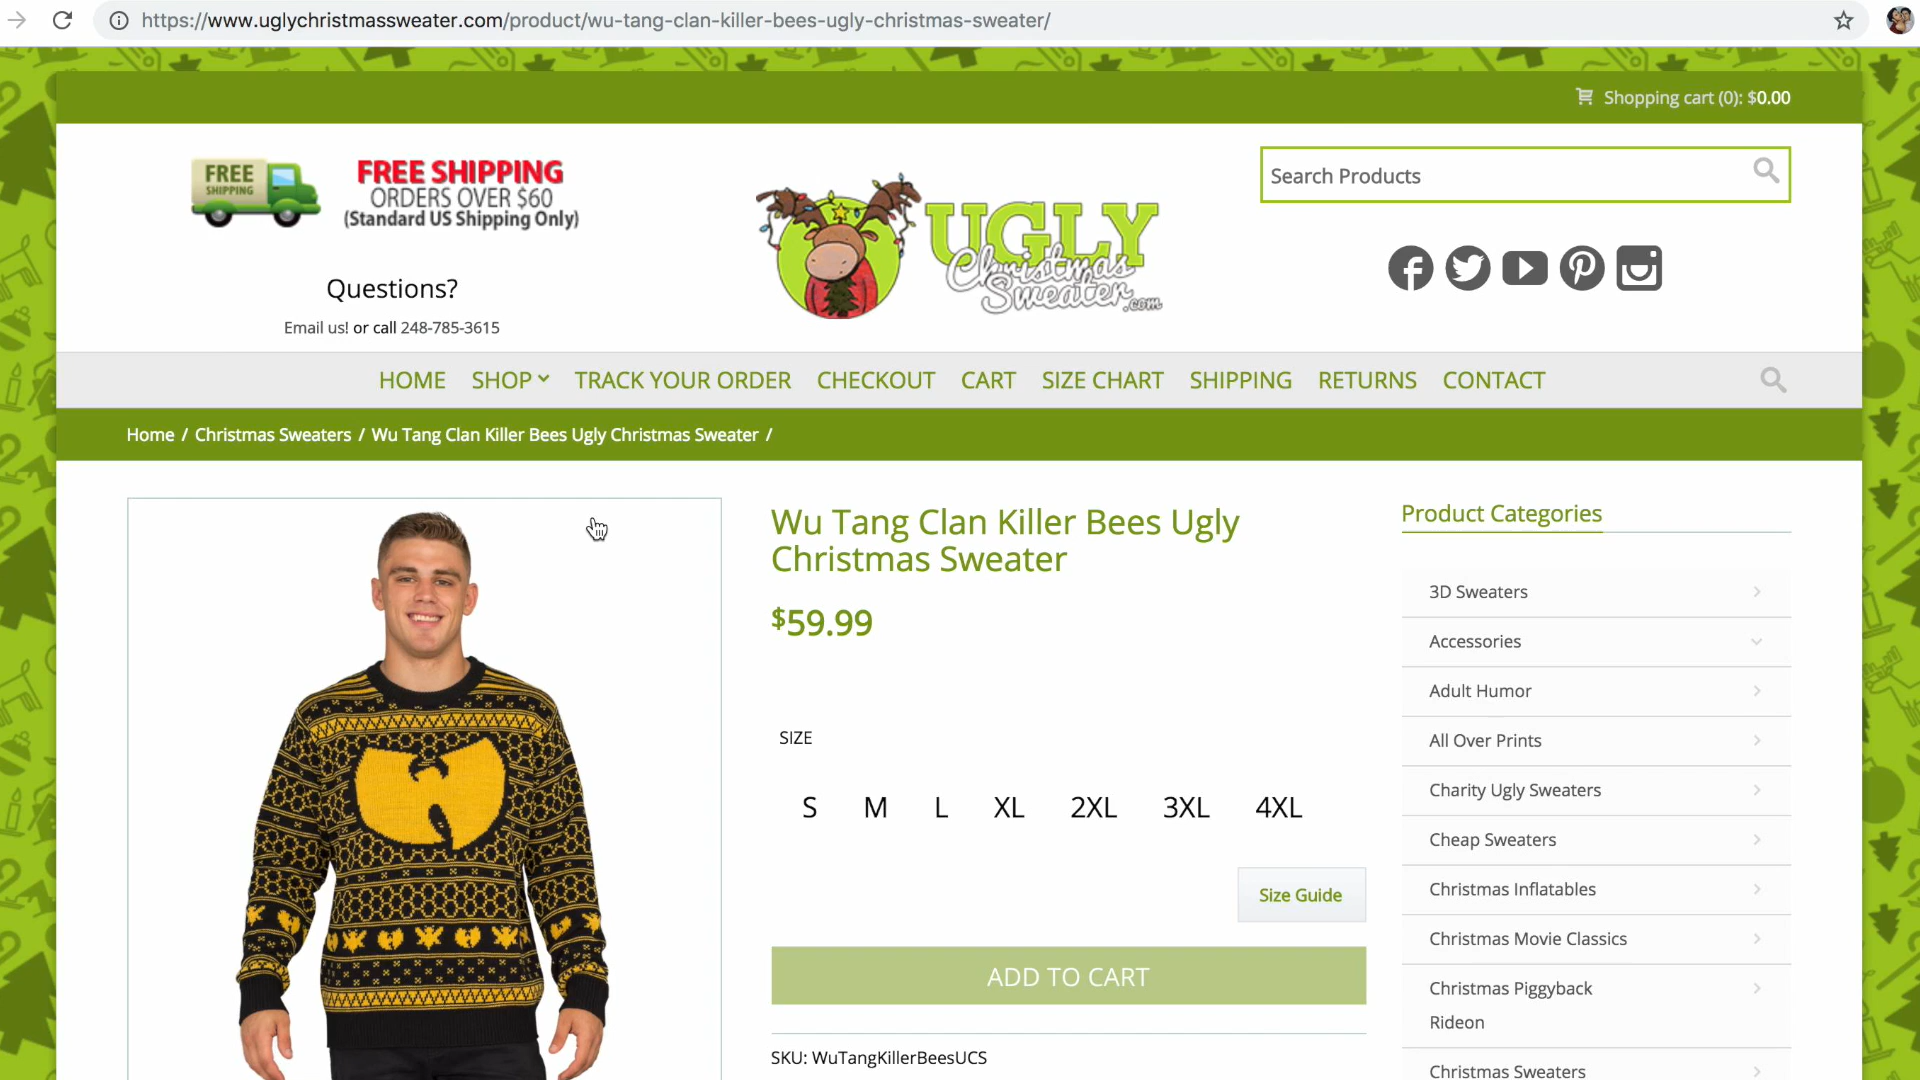 https://www.uglychristmassweater.com/product/wu-tang-clan-killer-bees-ugly-christmas-sweater/
Shopping cart (0): $0.00
FREE
SHIPPING
FREE SHIPPING
ORDERS OVER $60
(Standard US Shipping Only)
Questions?
Email us! or call 248-785-3615
UGLY
Christmas
Sweater.com
Search Products
HOME SHOP TRACK YOUR ORDER CHECKOUT CART SIZE CHART SHIPPING RETURNS CONTACT
Home / Christmas Sweaters / Wu Tang Clan Killer Bees Ugly Christmas Sweater /
Wu Tang Clan Killer Bees Ugly
Christmas Sweater
$59.99
SIZE
S M L XL 2XL 3XL 4XL
Size Guide
ADD TO CART
SKU: WuTangKillerBeesUCS
Product Categories
3D Sweaters
Accessories
Adult Humor
All Over Prints
Charity Ugly Sweaters
Cheap Sweaters
Christmas Inflatables
Christmas Movie Classics
Christmas Piggyback
Rideon
Christmas Sweaters